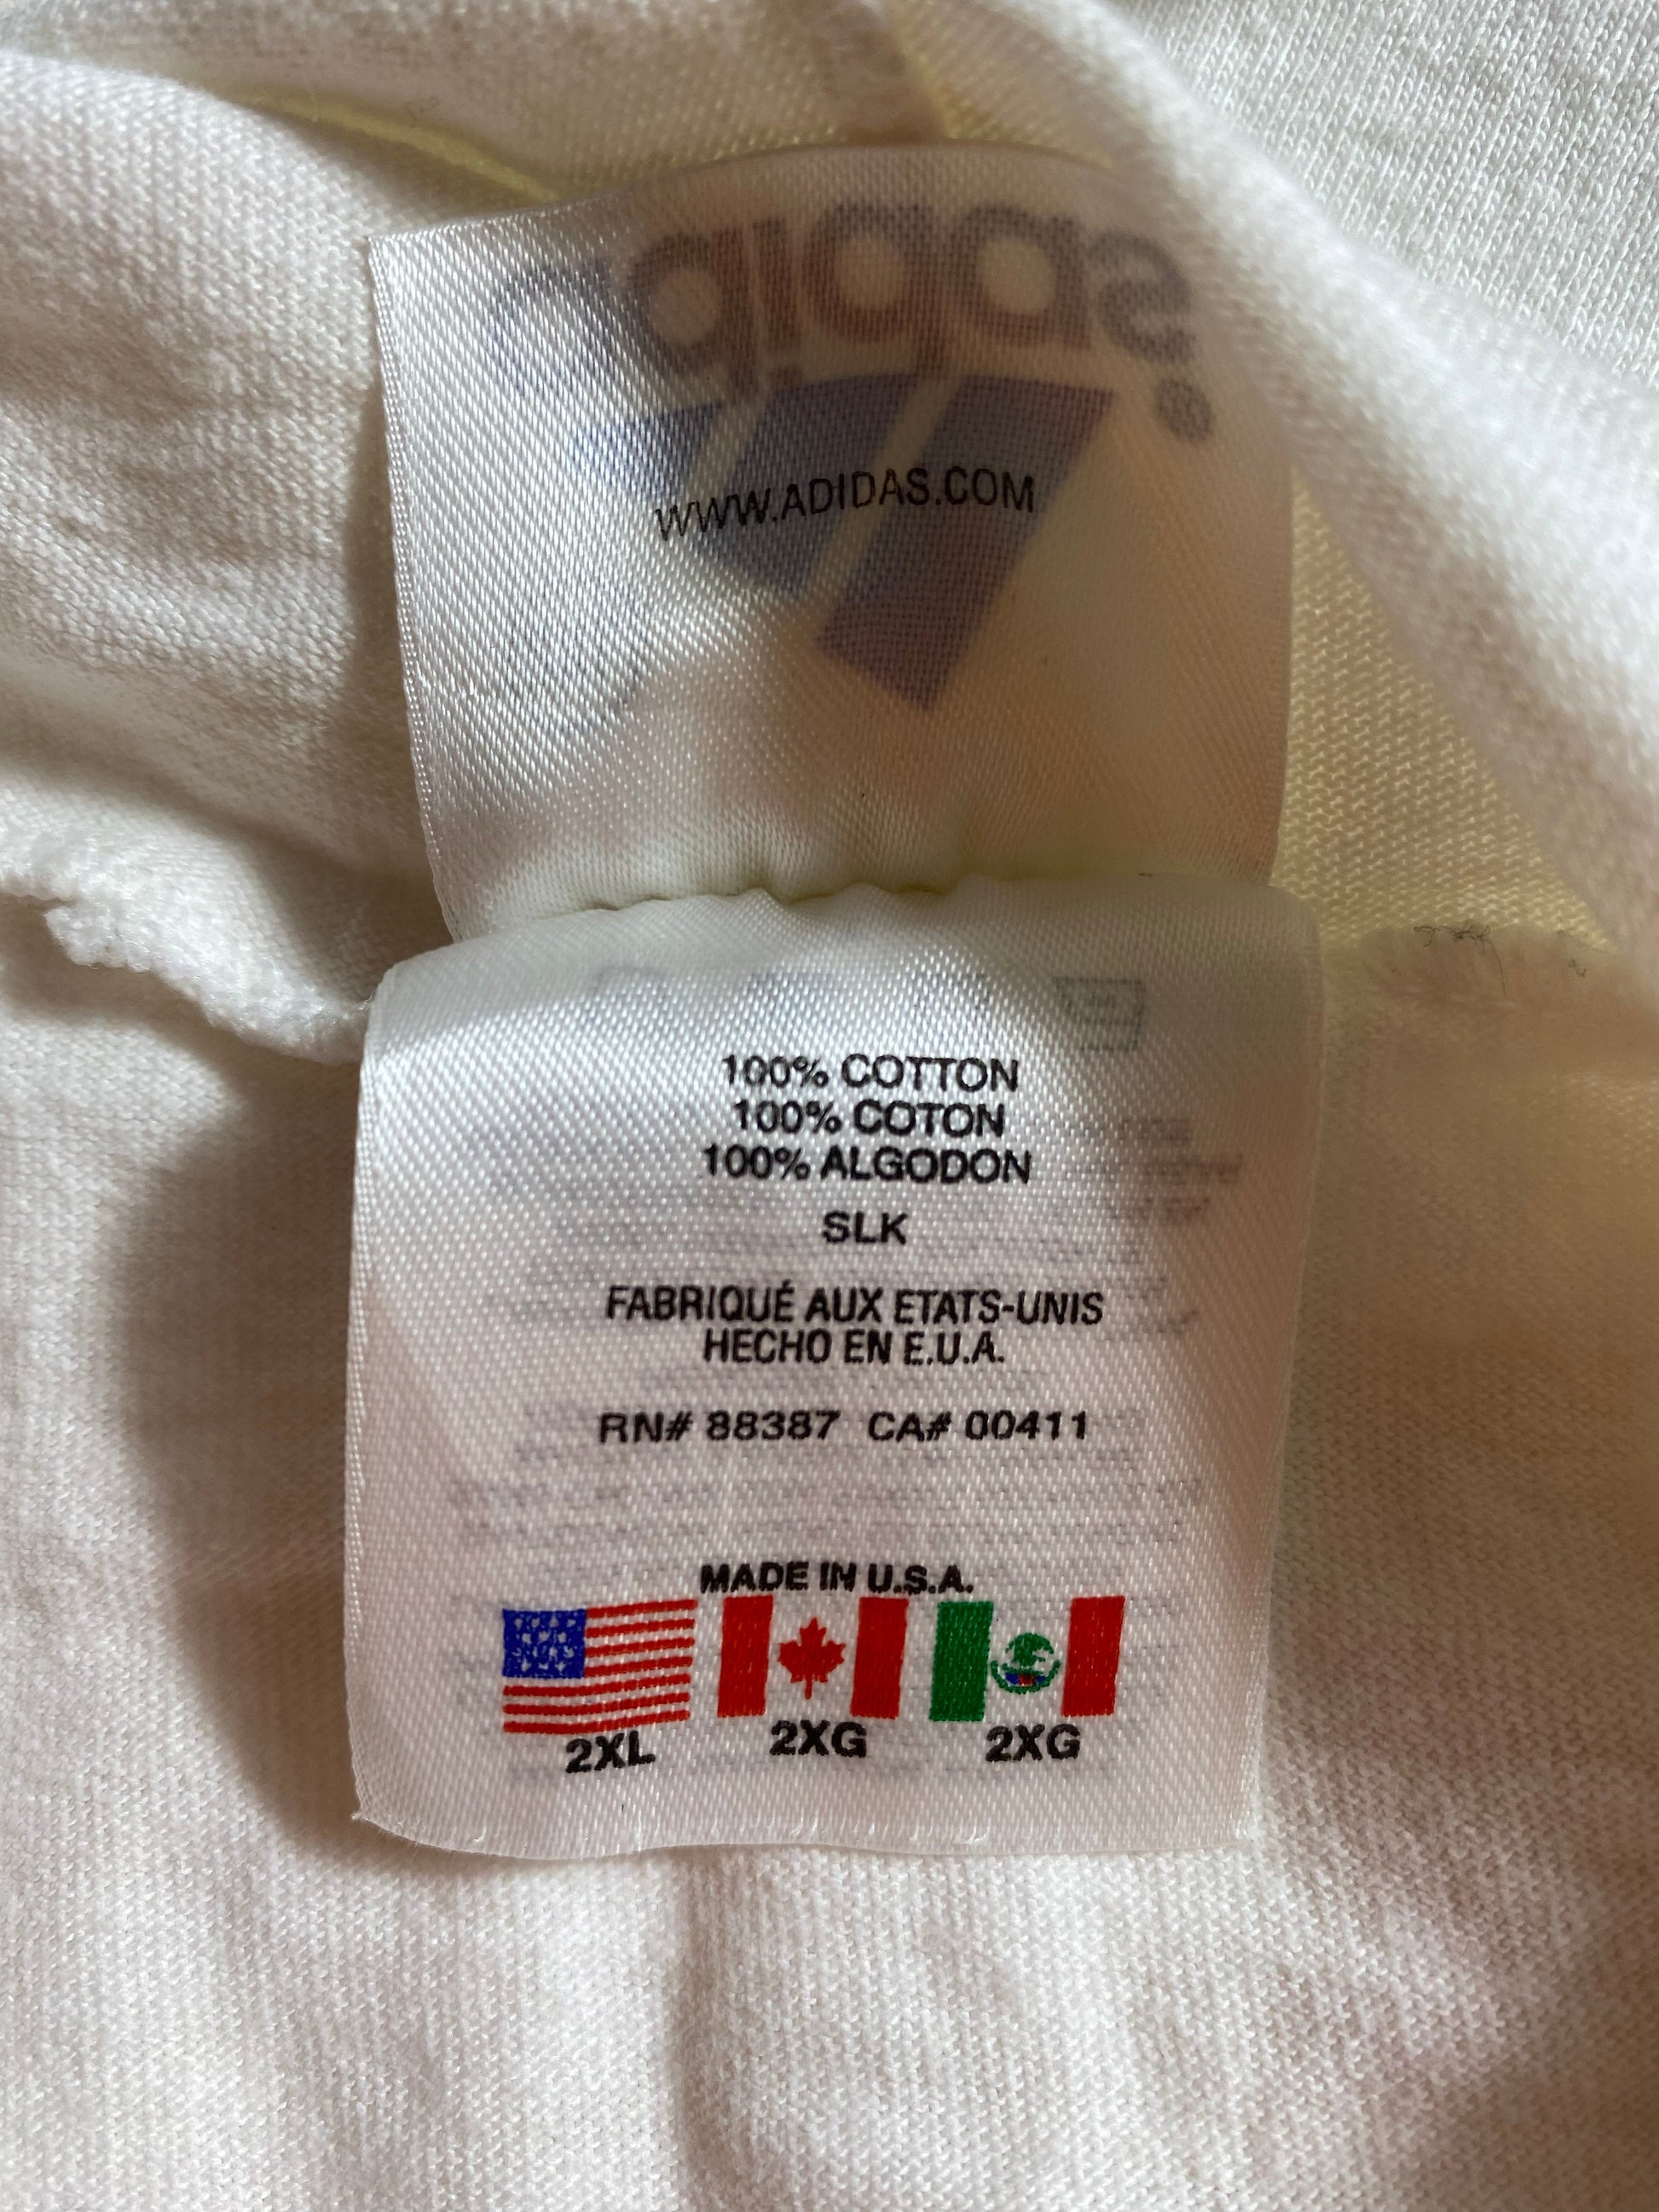 adidas
WWW.ADIDAS.COM
100% COTTON
100% COTON
100% ALGODON
SLK
FABRIQUÉ AUX ETATS-UNIS
HECHO EN E.U.A.
RN# 88387 CA# 00411
MADE IN U.S.A.
2XL 2XG 2XG